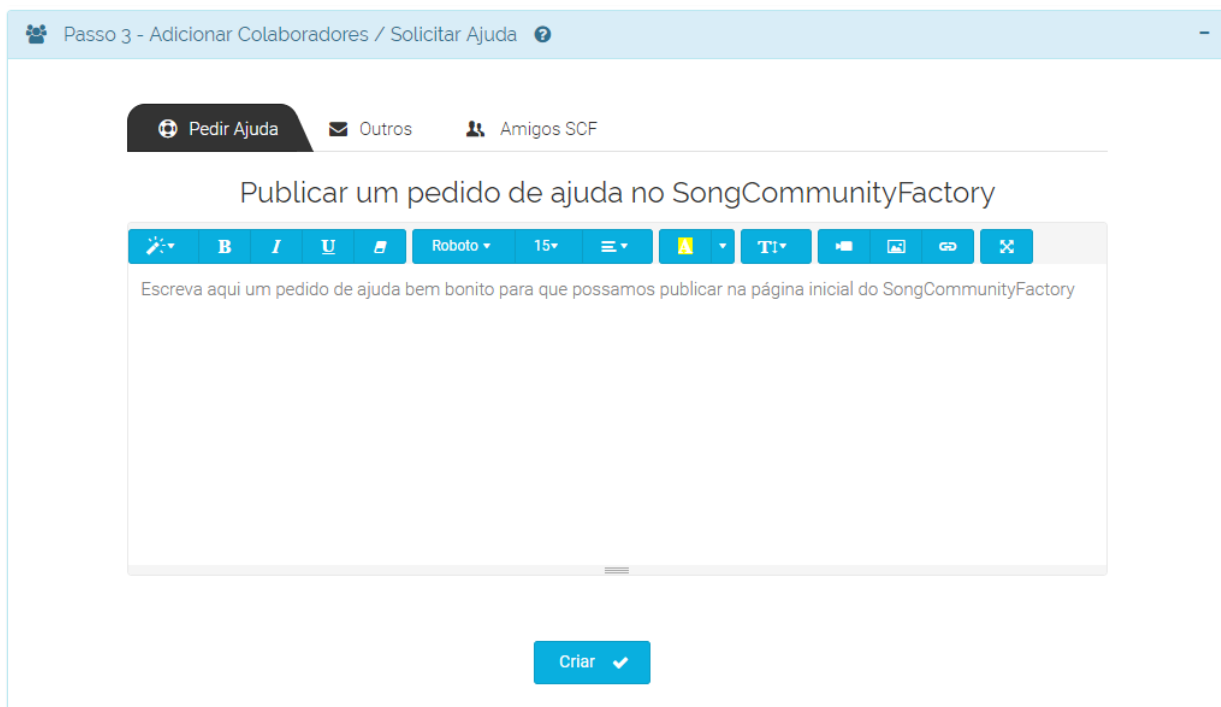 Passo 3 - Adicionar Colaboradores / Solicitar Ajuda
Pedir Ajuda Outros Amigos SCF
Publicar um pedido de ajuda no SongCommunityFactory
B I U Roboto 15 A T
Escreva aqui um pedido de ajuda bem bonito para que possamos publicar na página inicial do SongCommunityFactory
Criar